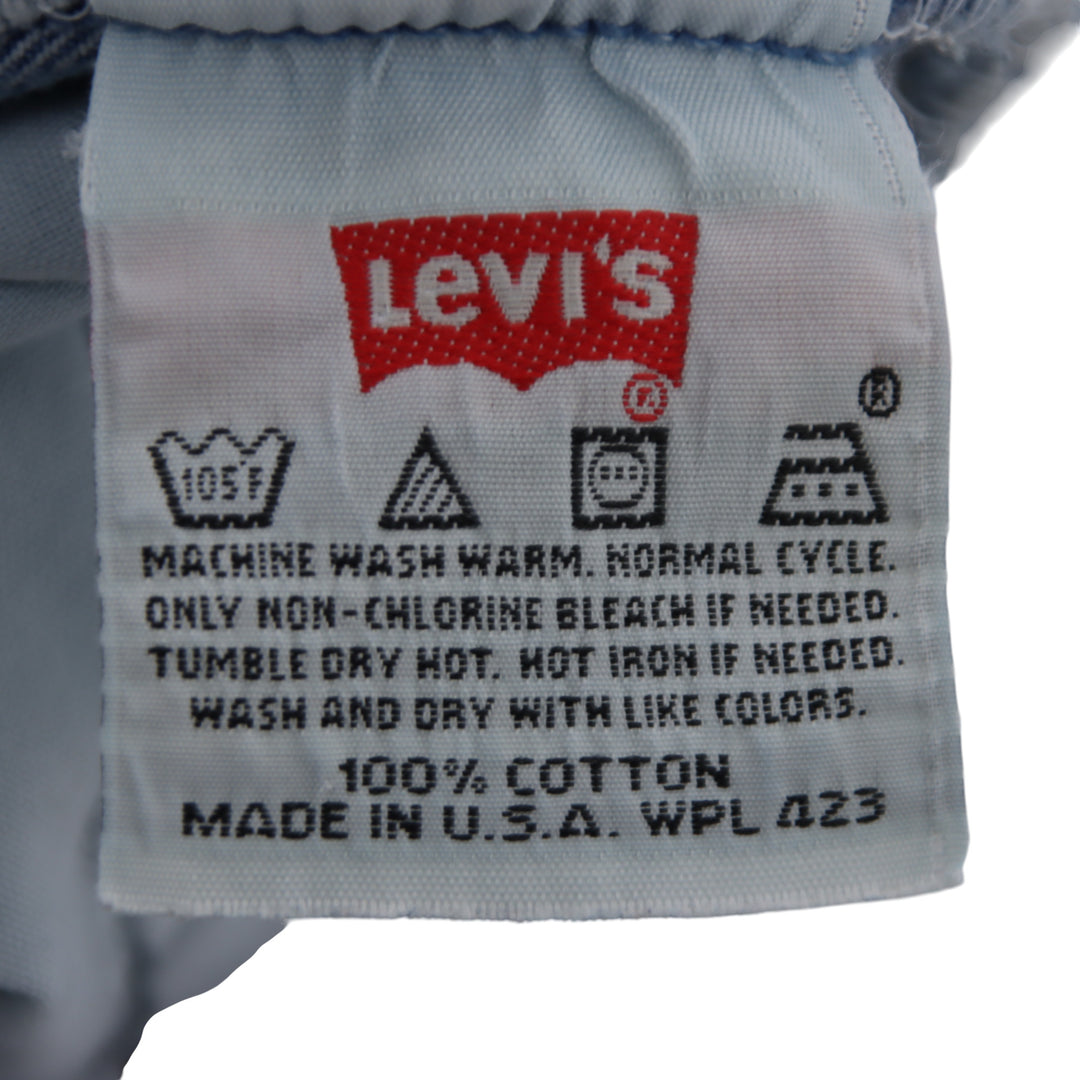 Levi's
®
®
105 F
MACHINE WASH WARM. NORMAL CYCLE.
ONLY NON-CHLORINE BLEACH IF NEEDED.
TUMBLE DRY HOT. HOT IRON IF NEEDED.
WASH AND DRY WITH LIKE COLORS.
100% COTTON
MADE IN U.S.A. WPL 423